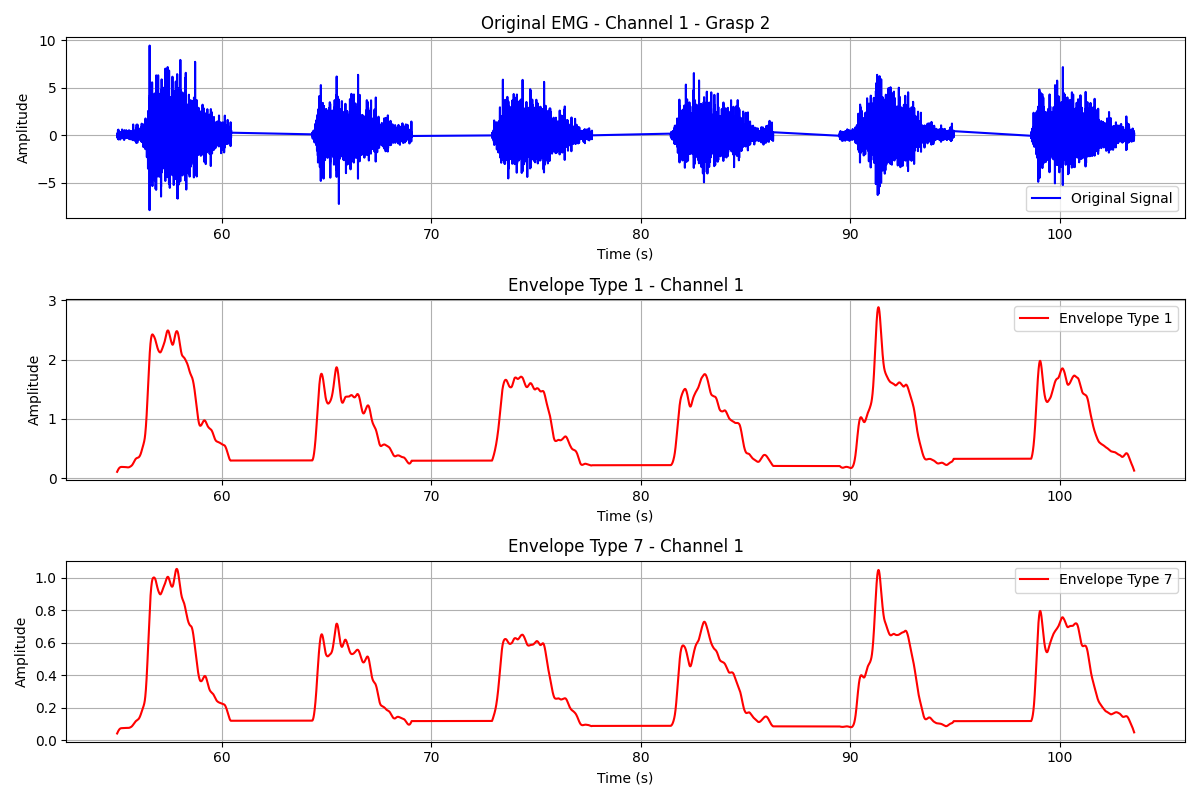 Original EMG - Channel 1 - Grasp 2
10
5
0
−5
Amplitude
Original Signal
60 70 80 90 100
Time (s)
Envelope Type 1 - Channel 1
3
2
1
0
Amplitude
Envelope Type 1
60 70 80 90 100
Time (s)
Envelope Type 7 - Channel 1
1.0
0.8
0.6
0.4
0.2
0.0
Amplitude
Envelope Type 7
60 70 80 90 100
Time (s)